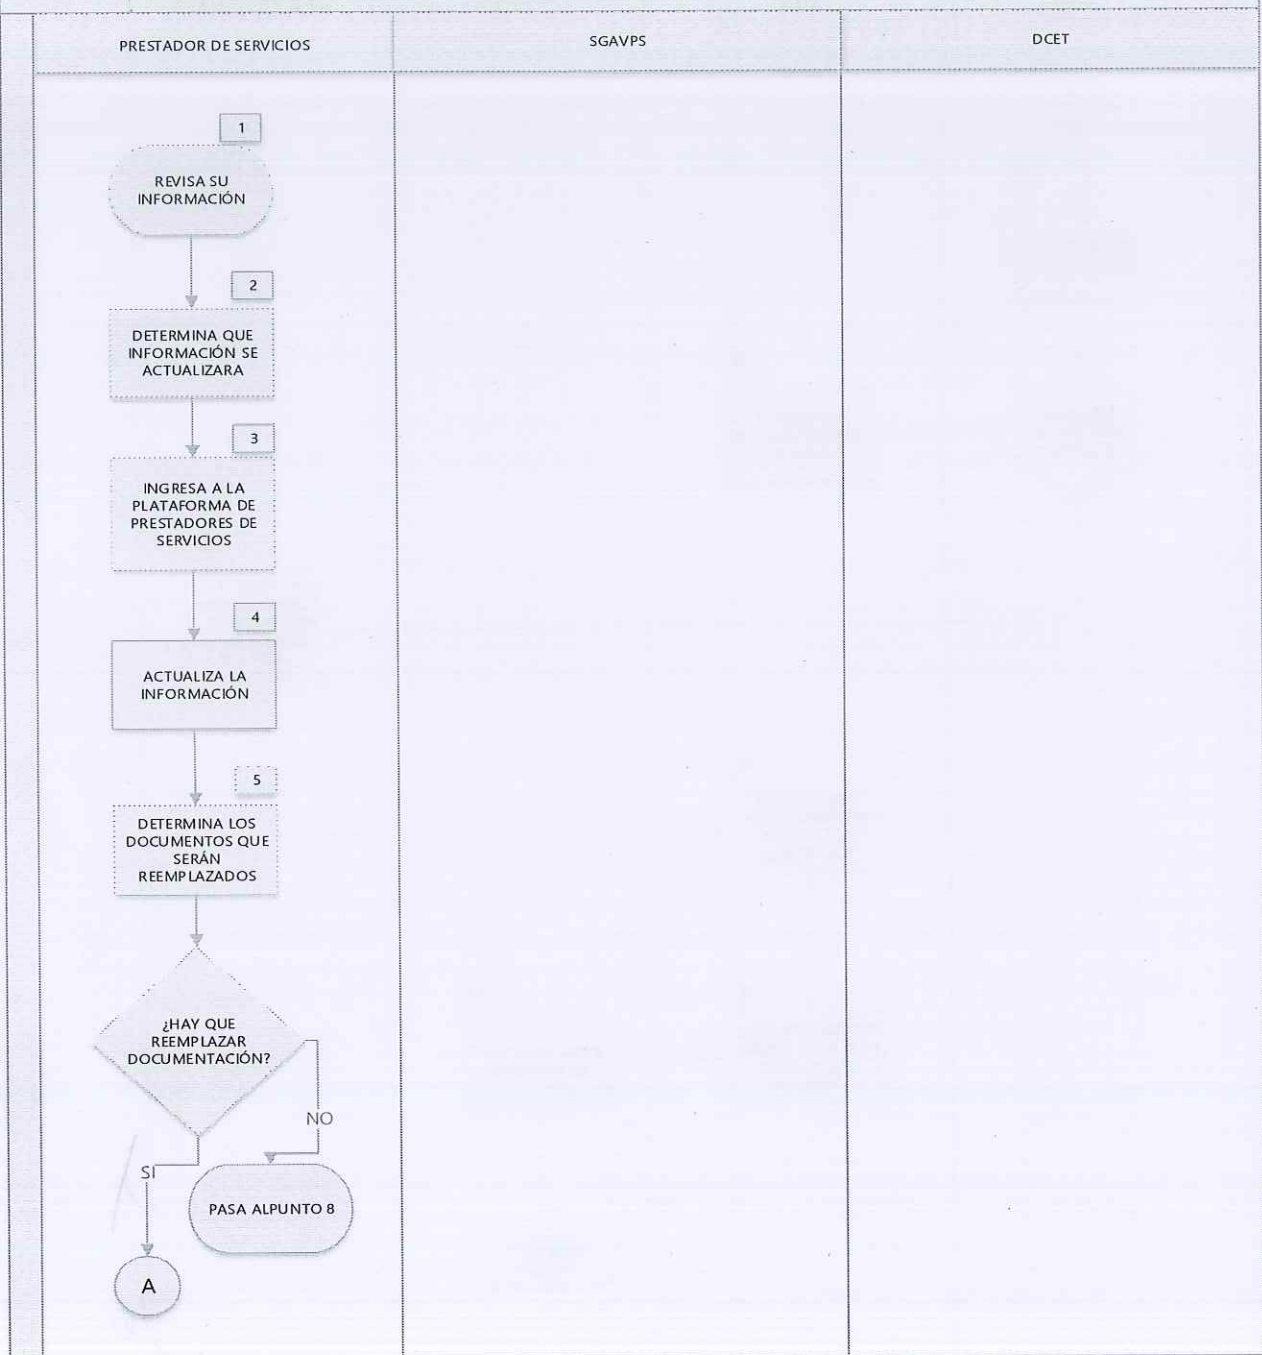 PRESTADOR DE SERVICIOS
SGAVPS
DCET
1
REVISA SU
INFORMACIÓN
2
DETERMINA QUE
INFORMACIÓN SE
ACTUALIZARA
3
INGRESA A LA
PLATAFORMA DE
PRESTADORES DE
SERVICIOS
4
ACTUALIZA LA
INFORMACIÓN
5
DETERMINA LOS
DOCUMENTOS QUE
SERÁN
REEMPLAZADOS
¿HAY QUE
REEMPLAZAR
DOCUMENTACIÓN?
NO
SI
PASA ALPUNTO 8
A